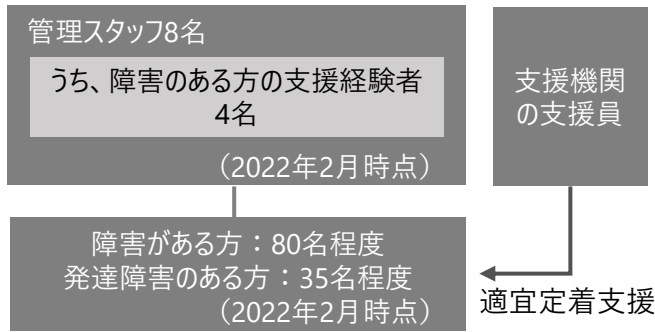 管理スタッフ8名
うち、障害のある方の支援経験者
4名
（2022年2月時点）
支援機関
の支援員
障害がある方：80名程度
発達障害のある方：35名程度
（2022年2月時点）
適宜定着支援